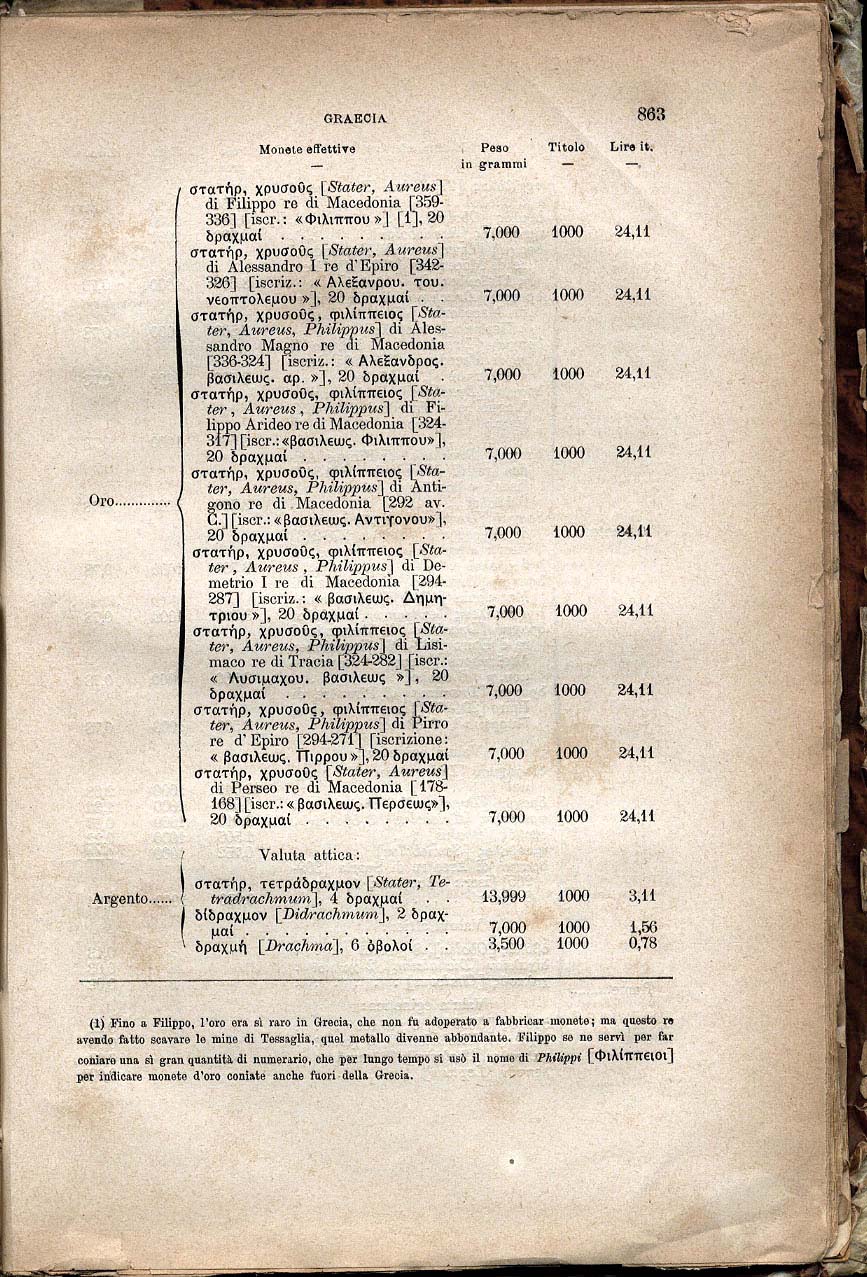 GRAECIA 863
Monete effettive Peso Titolo Lire it.
— in grammi — —
στατήρ, χρυσοῦς [Stater, Aureus]
di Filippo re di Macedonia [359-
336] [iscr.: «Φιλιππου»] [1], 20
δραχμαί . . . . . . . . 7,000 1000 24,11
στατήρ, χρυσοῦς [Stater, Aureus]
di Alessandro I re d'Epiro [342-
326] [iscriz.: « Αλεξανρου. του.
νεοπτολεμου »], 20 δραχμαί . . 7,000 1000 24,11
στατήρ, χρυσοῦς, φιλίππειος [Sta-
ter, Aureus, Philippus] di Ales-
sandro Magno re di Macedonia
[336-324] [iscriz.: « Αλεξανδρος.
βασιλεως. αρ. »], 20 δραχμαί . 7,000 1000 24,11
στατήρ, χρυσοῦς, φιλίππειος [Sta-
ter, Aureus, Philippus] di Fi-
lippo Arideo re di Macedonia [324-
317] [iscr.: «βασιλεως. Φιλιππου»],
20 δραχμαί . . . . . . . . 7,000 1000 24,11
στατήρ, χρυσοῦς, φιλίππειος [Sta-
ter, Aureus, Philippus] di Anti-
Oro.............. gono re di Macedonia [292 av.
C.] [iscr.: «βασιλεως. Αντιγονου»],
20 δραχμαί . . . . . . . . 7,000 1000 24,11
στατήρ, χρυσοῦς, φιλίππειος [Sta-
ter, Aureus, Philippus] di De-
metrio I re di Macedonia [294-
287] [iscriz.: « βασιλεως. Δημη-
τριου »], 20 δραχμαί . . . . . 7,000 1000 24,11
στατήρ, χρυσοῦς, φιλίππειος [Sta-
ter, Aureus, Philippus] di Lisi-
maco re di Tracia [324-282] [iscr.:
« Λυσιμαχου. βασιλεως »], 20
δραχμαί . . . . . . . . . 7,000 1000 24,11
στατήρ, χρυσοῦς, φιλίππειος [Sta-
ter, Aureus, Philippus] di Pirro
re d'Epiro [294-271] [iscrizione:
« βασιλεως. Πιρρου »], 20 δραχμαί 7,000 1000 24,11
στατήρ, χρυσοῦς [Stater, Aureus]
di Perseo re di Macedonia [178-
168] [iscr.: «βασιλεως. Περσεως»],
20 δραχμαί . . . . . . . . 7,000 1000 24,11
Valuta attica:
στατήρ, τετράδραχμον [Stater, Te-
Argento...... tradrachmum], 4 δραχμαί . . 13,999 1000 3,11
δίδραχμον [Didrachmum], 2 δραχ-
μαί . . . . . . . . . . . 7,000 1000 1,56
δραχμή [Drachma], 6 ὀβολοί . . 3,500 1000 0,78
(1) Fino a Filippo, l'oro era sì raro in Grecia, che non fu adoperato a fabbricar monete; ma questo re
avendo fatto scavare le mine di Tessaglia, quel metallo divenne abbondante. Filippo se ne servì per far
coniare una sì gran quantità di numerario, che per lungo tempo si usò il nome di Philippi [Φιλίππειοι]
per indicare monete d'oro coniate anche fuori della Grecia.